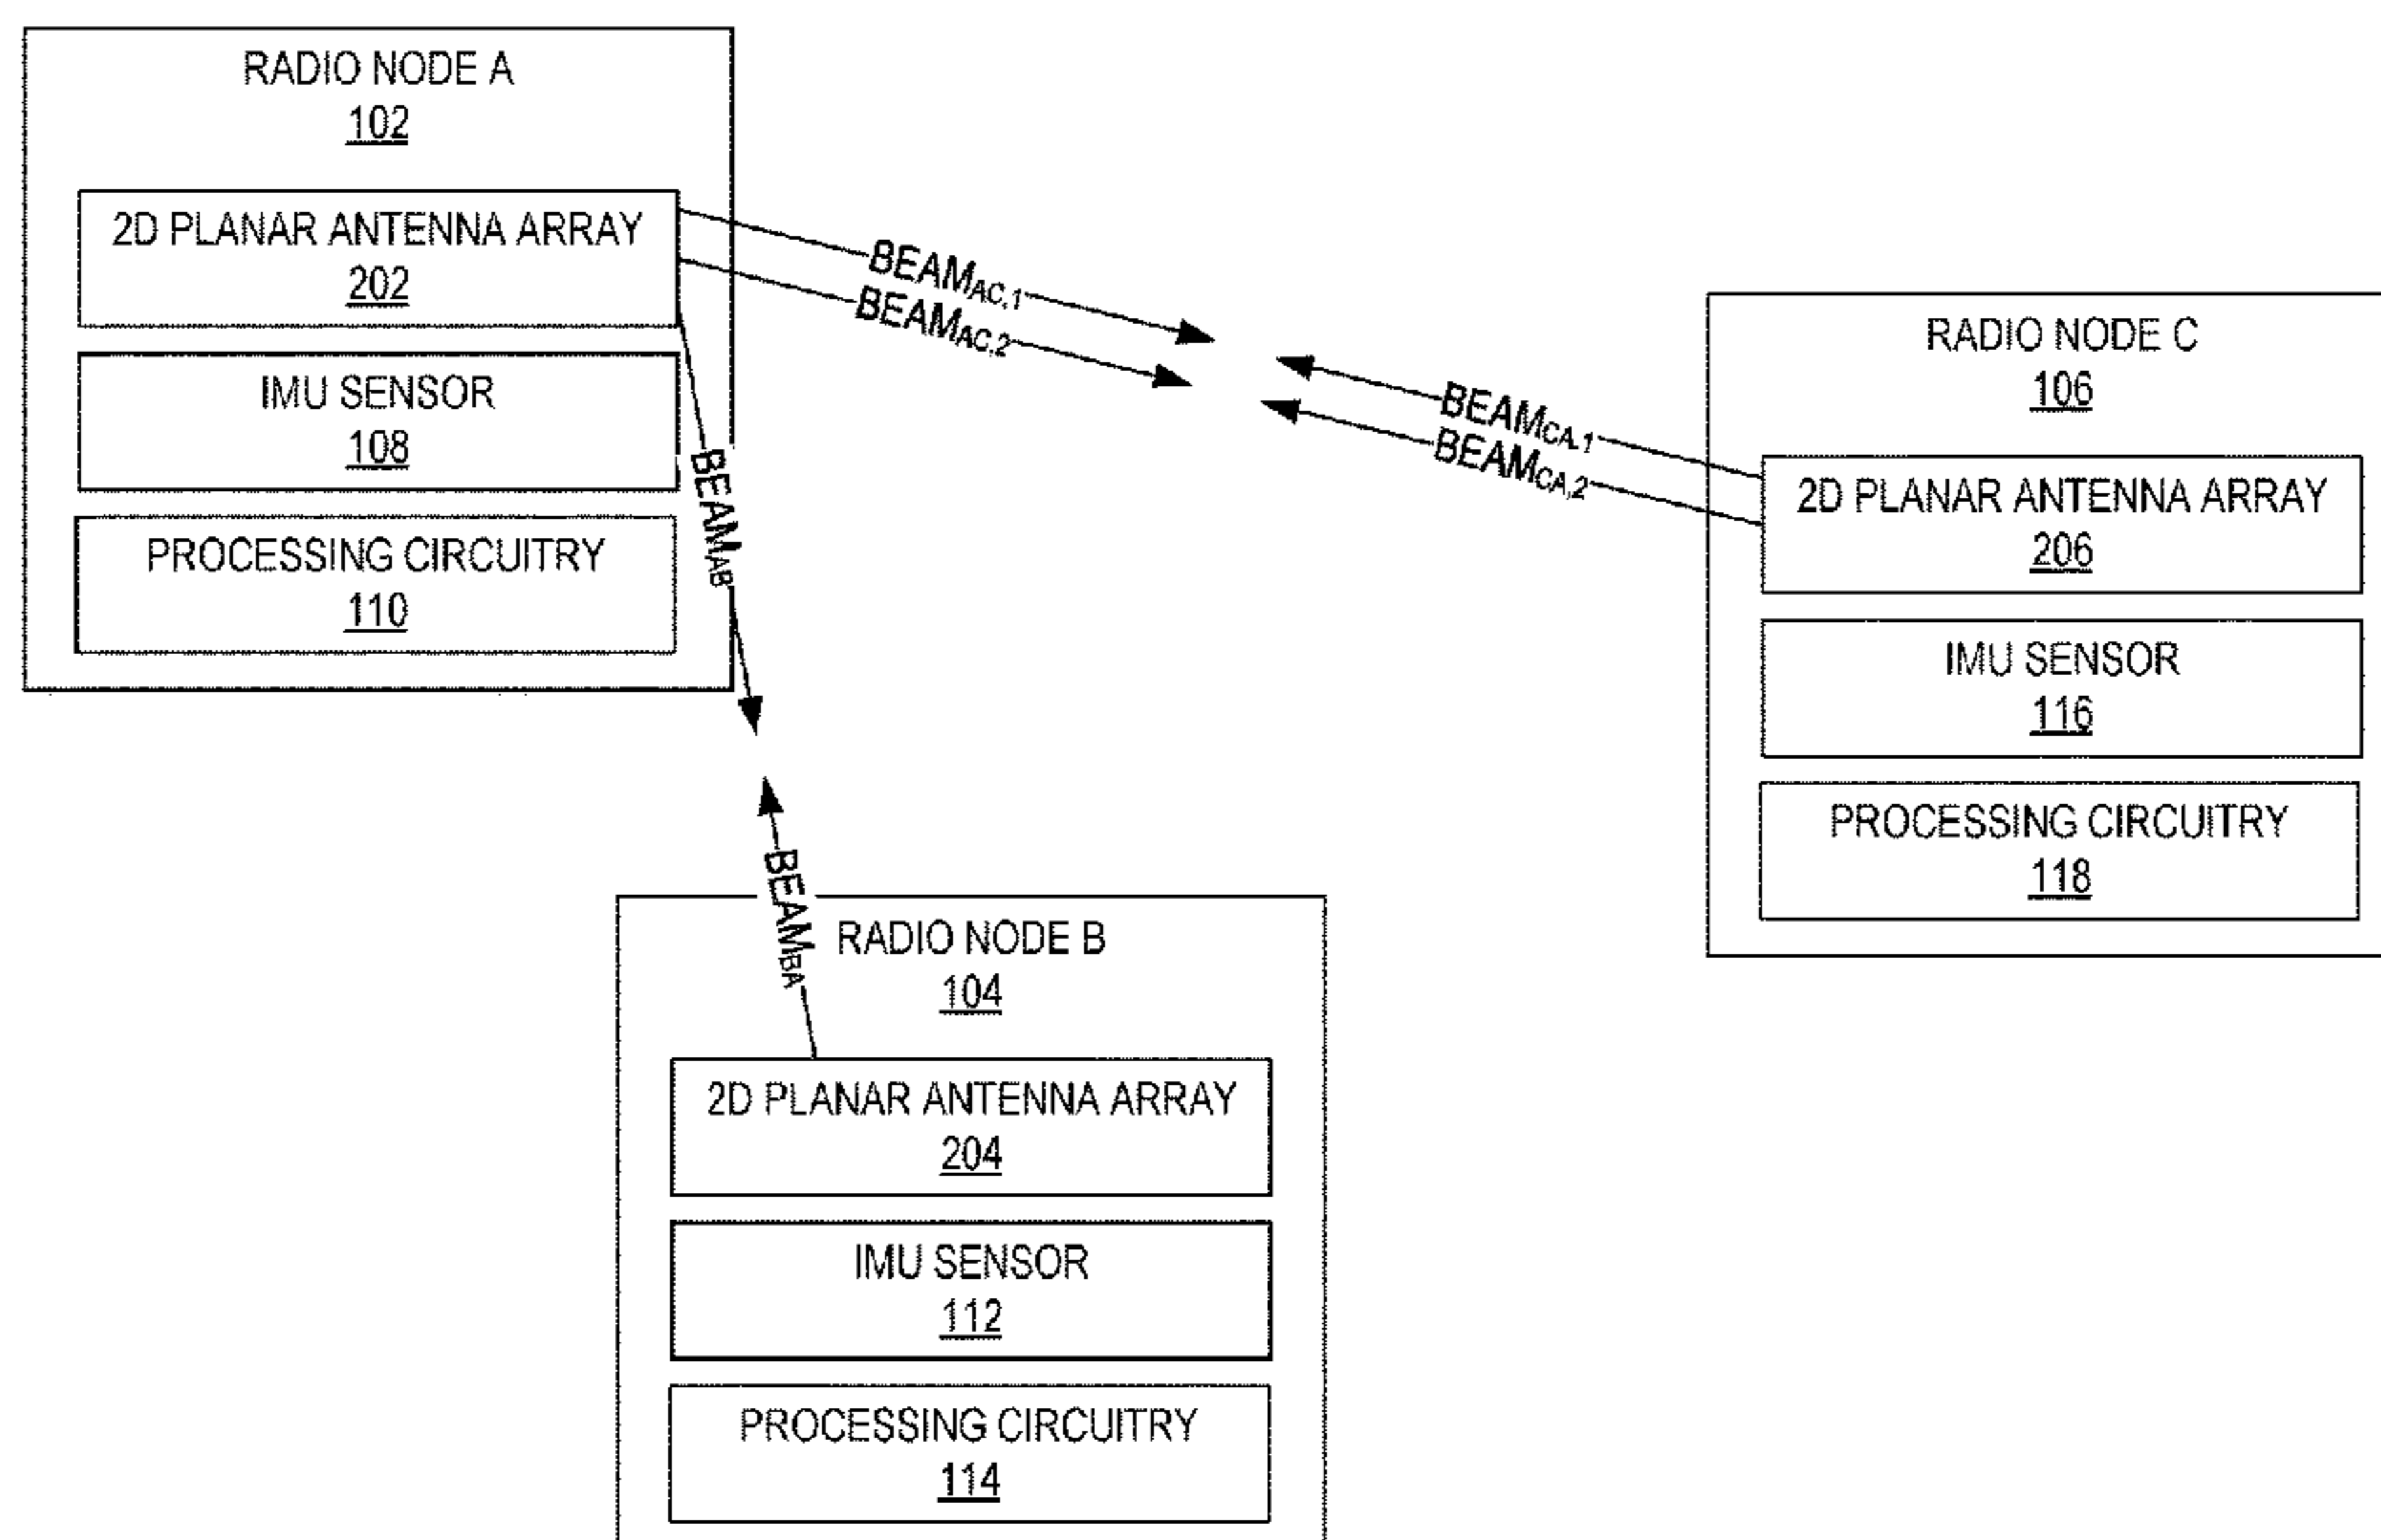 RADIO NODE A
102
2D PLANAR ANTENNA ARRAY
202
IMU SENSOR
108
PROCESSING CIRCUITRY
110
BEAMAC,1
BEAMAC,2
BEAMAB
BEAMCA,1
BEAMCA,2
RADIO NODE C
106
2D PLANAR ANTENNA ARRAY
206
IMU SENSOR
116
PROCESSING CIRCUITRY
118
BEAMBA
RADIO NODE B
104
2D PLANAR ANTENNA ARRAY
204
IMU SENSOR
112
PROCESSING CIRCUITRY
114